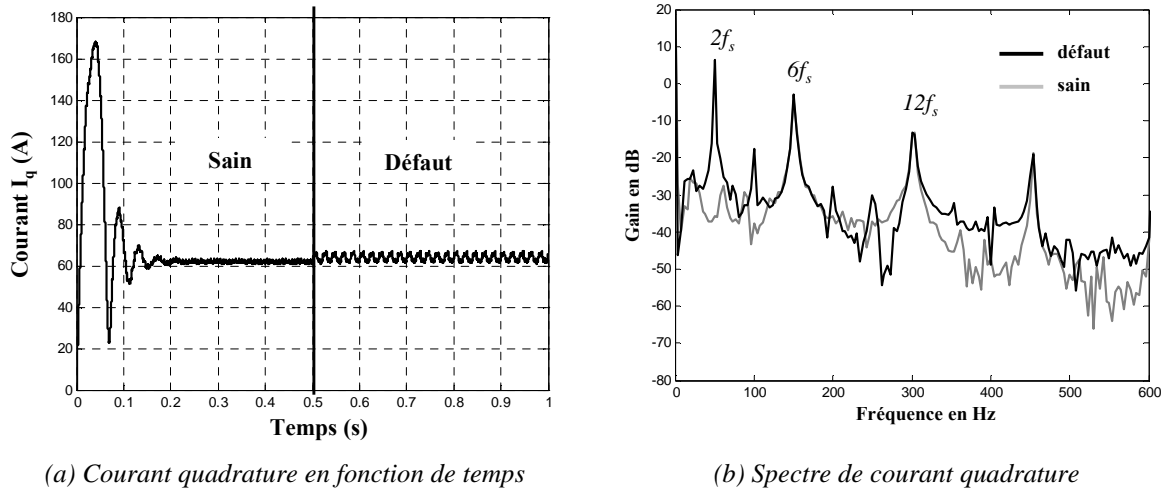 180
160
140
120
100
80
60
40
20
0
Courant I_q (A)
Sain
Défaut
0 0.1 0.2 0.3 0.4 0.5 0.6 0.7 0.8 0.9 1
Temps (s)
(a) Courant quadrature en fonction de temps
20
10
0
-10
-20
-30
-40
-50
-60
-70
-80
Gain en dB
2f_s
6f_s
12f_s
défaut
sain
0 100 200 300 400 500 600
Fréquence en Hz
(b) Spectre de courant quadrature